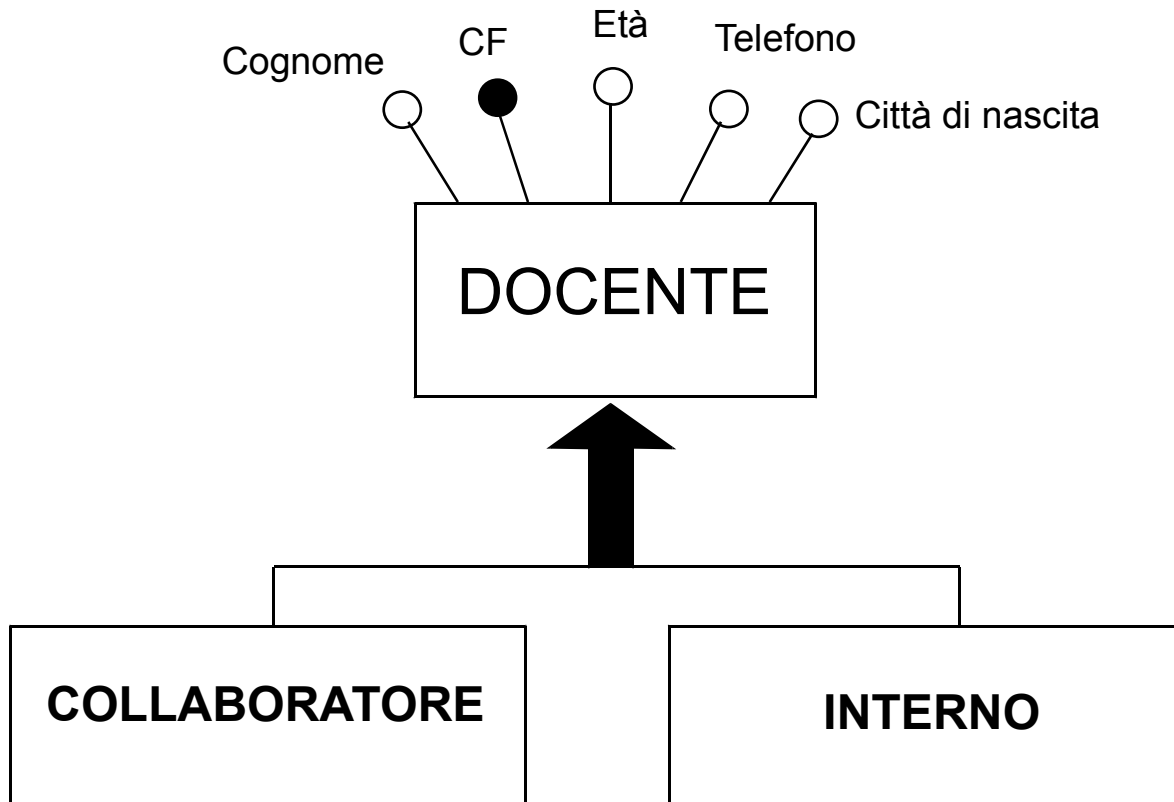 Cognome
CF
Età
Telefono
Città di nascita
DOCENTE
COLLABORATORE
INTERNO